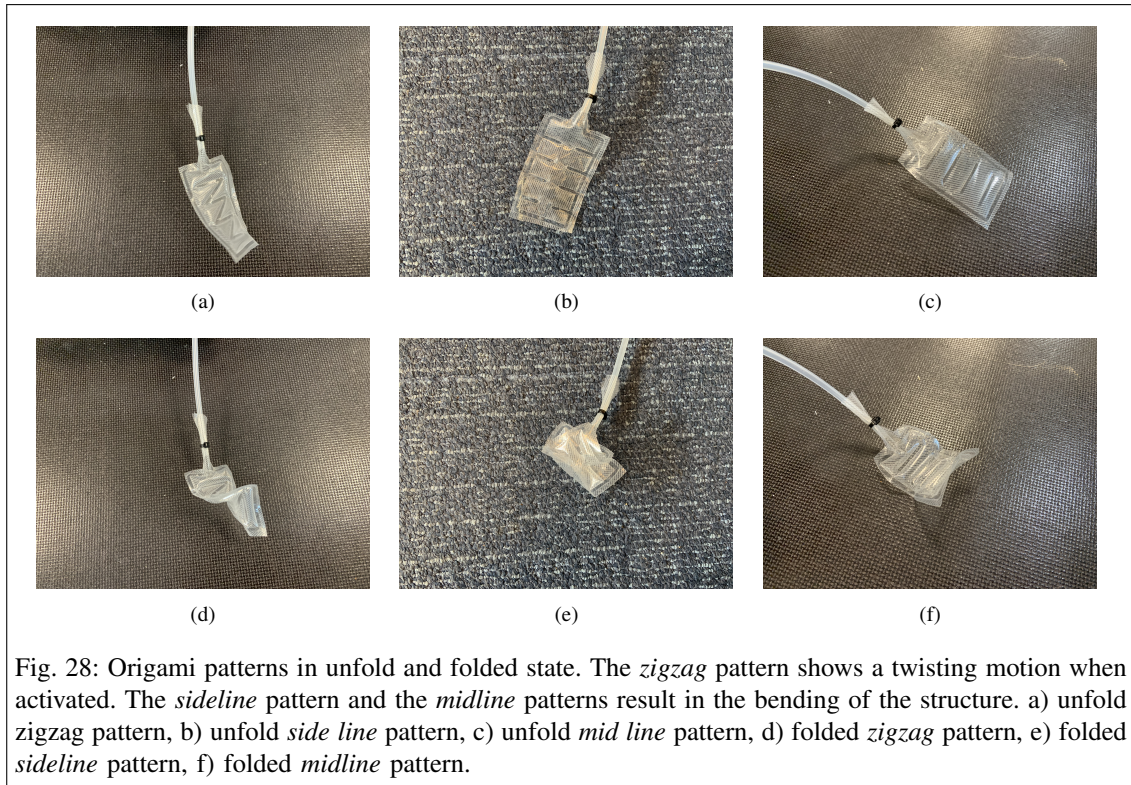 (a)
(b)
(c)
(d)
(e)
(f)
Fig. 28: Origami patterns in unfold and folded state. The zigzag pattern shows a twisting motion when
activated. The sideline pattern and the midline patterns result in the bending of the structure. a) unfold
zigzag pattern, b) unfold side line pattern, c) unfold mid line pattern, d) folded zigzag pattern, e) folded
sideline pattern, f) folded midline pattern.